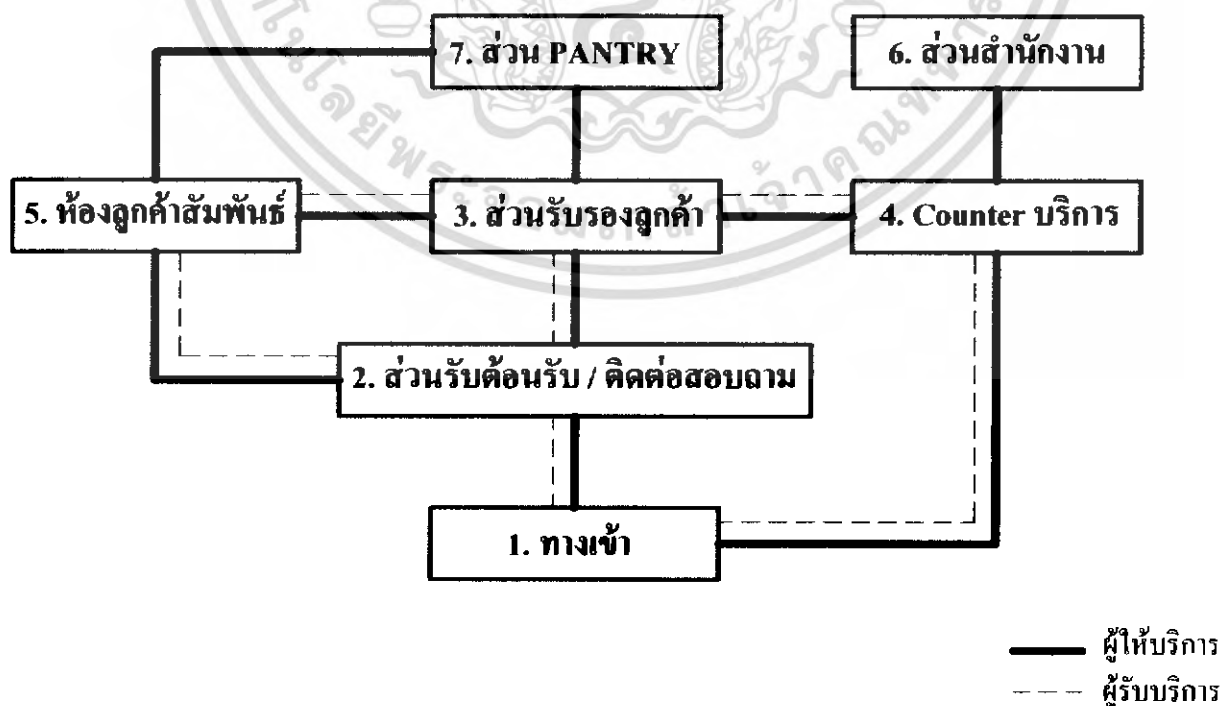 7. ส่วน PANTRY
6. ส่วนสำนักงาน
5. ห้องลูกค้าสัมพันธ์
3. ส่วนรับรองลูกค้า
4. Counter บริการ
2. ส่วนรับต้อนรับ / ติดต่อสอบถาม
1. ทางเข้า
ผู้ให้บริการ
ผู้รับบริการ